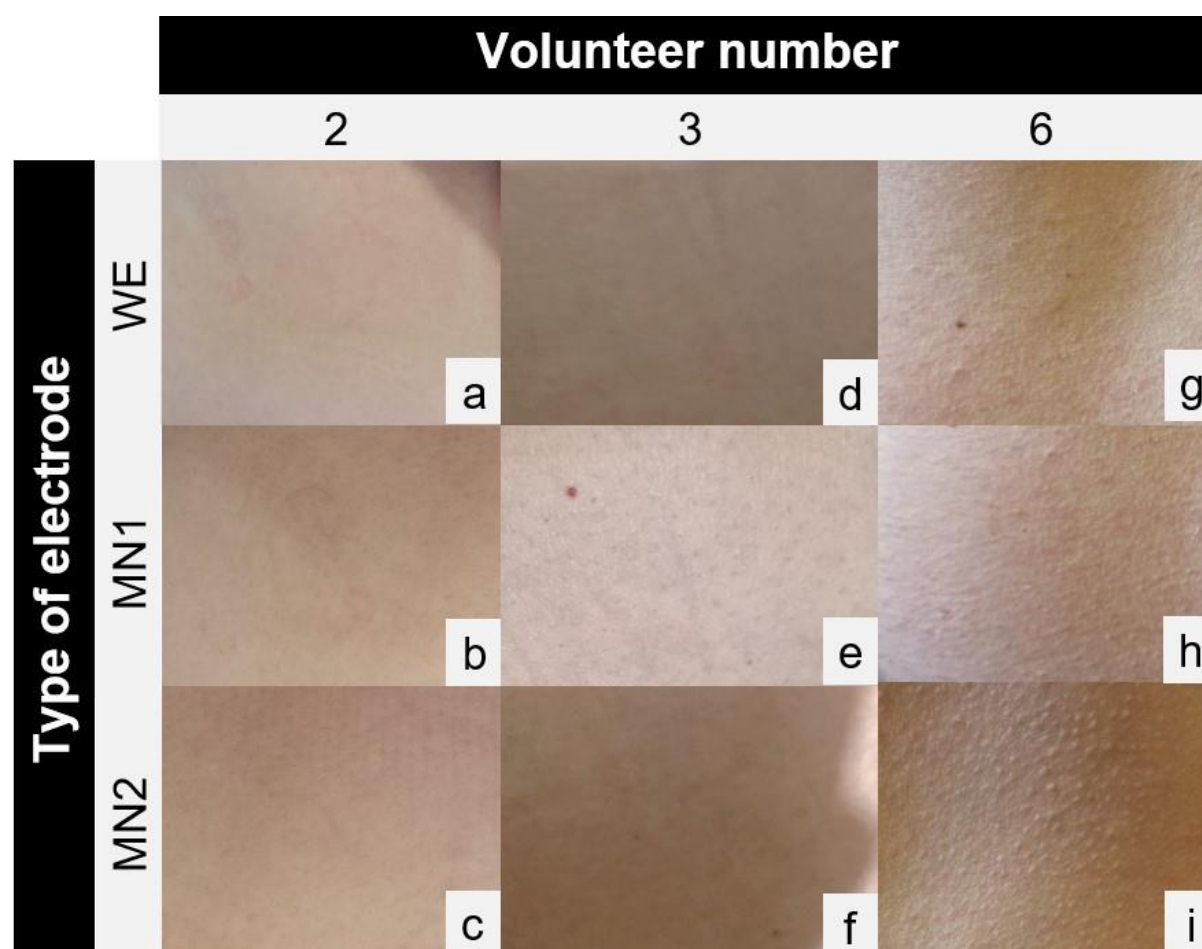 Volunteer number
2 3 6
Type of electrode
WE
a d g
MN1
b e h
MN2
c f i